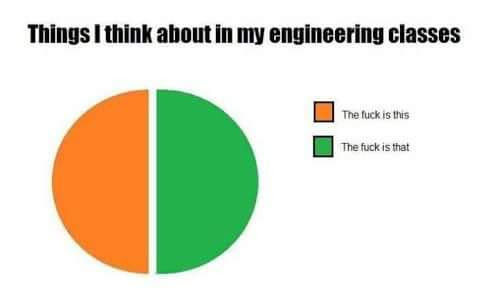 Things I think about in my engineering classes
The fuck is this
The fuck is that